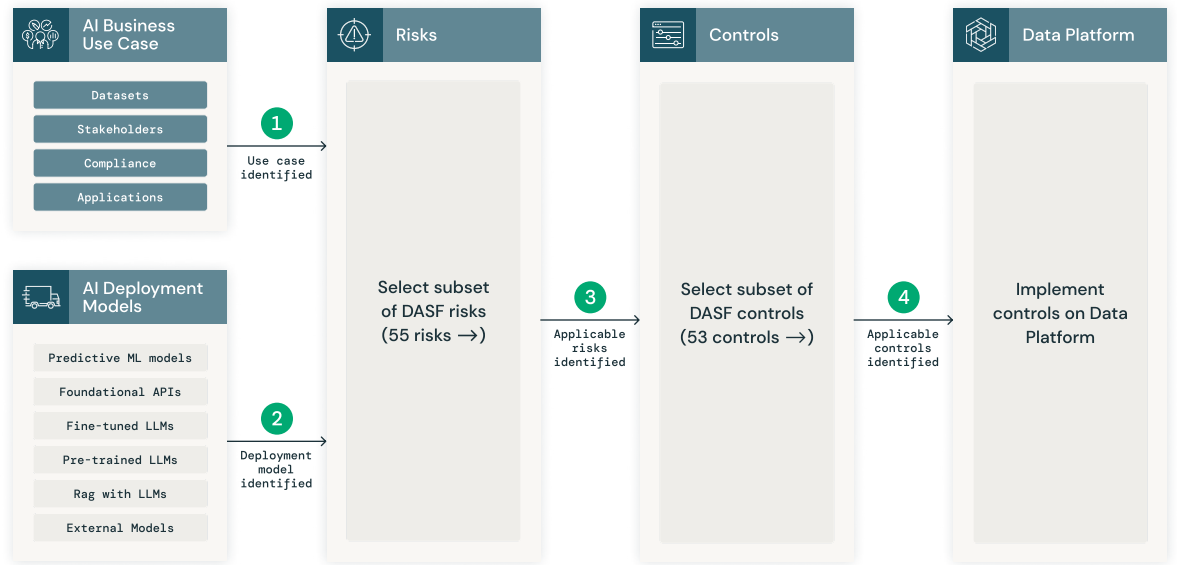 AI Business
Use Case
Datasets
Stakeholders
Compliance
Applications
1
Use case
identified
AI Deployment
Models
Predictive ML models
Foundational APIs
Fine-tuned LLMs
Pre-trained LLMs
Rag with LLMs
External Models
2
Deployment
model
identified
Risks
Select subset
of DASF risks
(55 risks →)
3
Applicable
risks
identified
Controls
Select subset of
DASF controls
(53 controls →)
4
Applicable
controls
identified
Data Platform
Implement
controls on Data
Platform